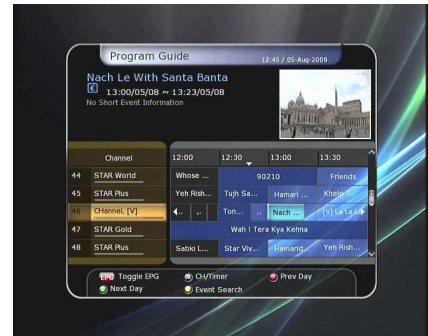 Program Guide
12:45 / 05-Aug-2009
Nach Le With Santa Banta
13:00/05/08 ~ 13:23/05/08
No Short Event Information
Channel 12:00 12:30 13:00 13:30
44 STAR World Whose ... 90210 Friends
45 STAR Plus Yeh Rish... Tujh Sa... Hamari ... Khelo J...
46 CHannel, [V] .. ,. Ton... ,. Nach ... [V] La La L
47 STAR Gold Wah ! Tera Kya Kehna
48 STAR Plus Sabki L... Star Viv... Hamarid... Yeh Rish...
EPG Toggle EPG CH/Timer Prev Day
Next Day Event Search